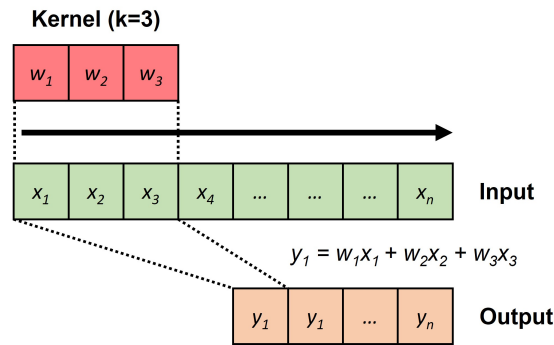 Kernel (k=3)
w₁ w₂ w₃
x₁ x₂ x₃ x₄ ... ... ... xₙ Input
y₁ = w₁x₁ + w₂x₂ + w₃x₃
y₁ y₁ ... yₙ Output